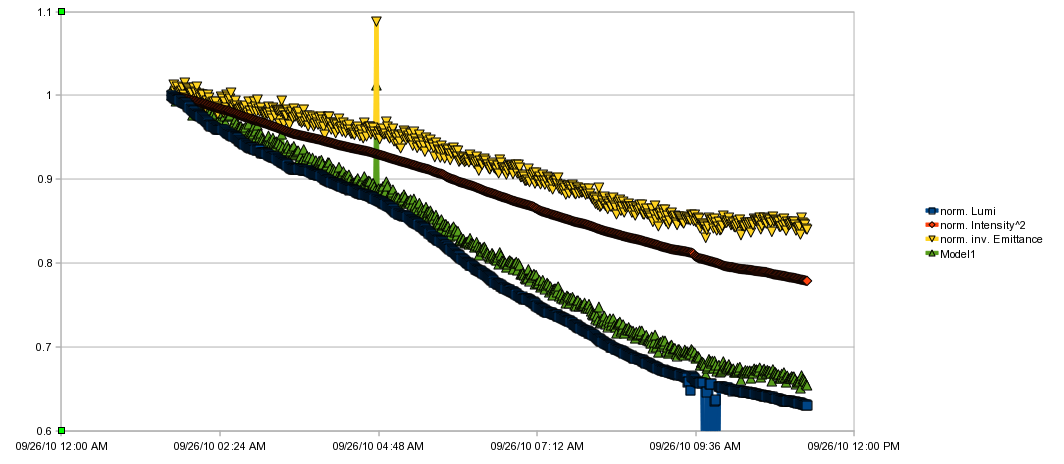 1.1
1
0.9
0.8
0.7
0.6
09/26/10 12:00 AM 09/26/10 02:24 AM 09/26/10 04:48 AM 09/26/10 07:12 AM 09/26/10 09:36 AM 09/26/10 12:00 PM
norm. Lumi
norm. Intensity^2
norm. inv. Emittance
Model1